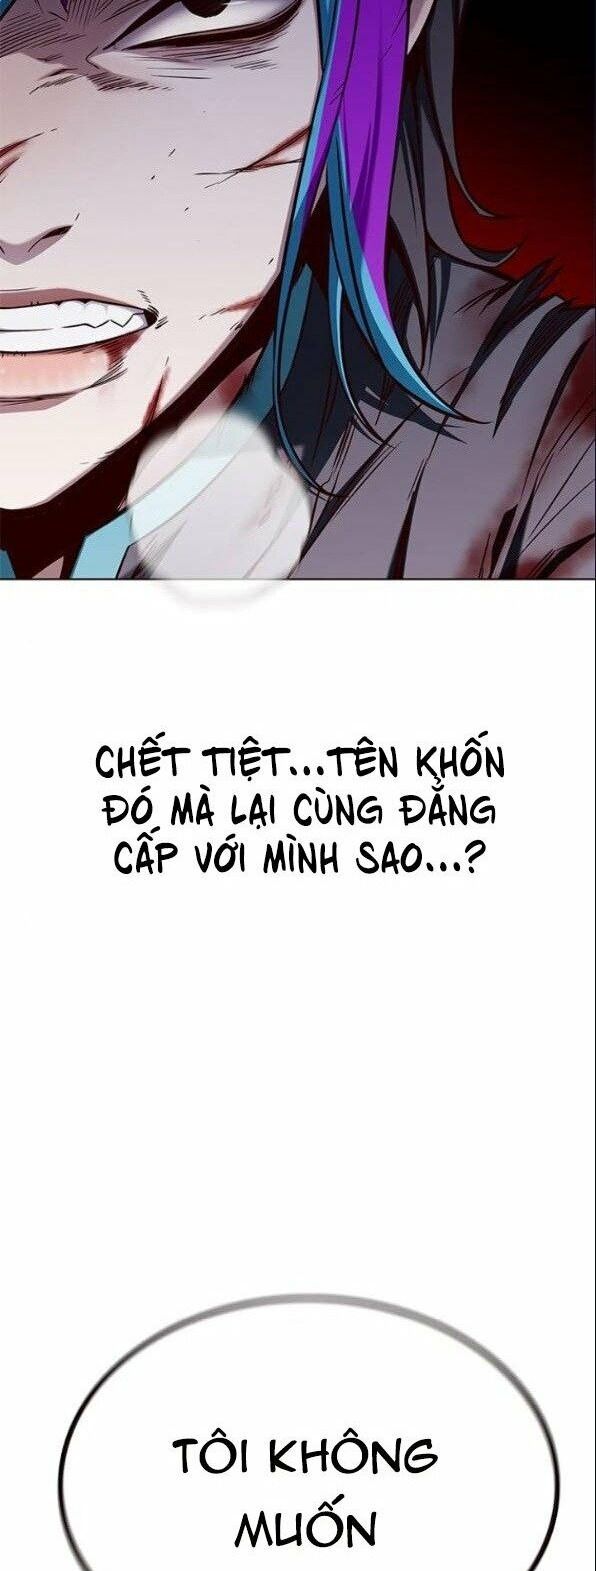 CHẾT TIỆT...TÊN KHỐN
ĐÓ MÀ LẠI CÙNG ĐẲNG
CẤP VỚI MÌNH SAO...?
TÔI KHÔNG
MUỐN